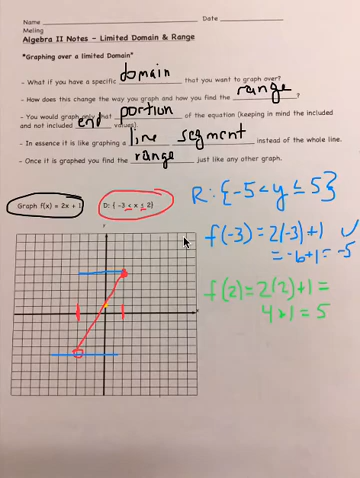 Name
Date
Meling
Algebra II Notes - Limited Domain & Range
*Graphing over a limited Domain*
- What if you have a specific domain that you want to graph over?
- How does this change the way you graph and how you find the range?
- You would graph only that portion of the equation (keeping in mind the included
and not included end values).
- In essence it is like graphing a line segment instead of the whole line.
- Once it is graphed you find the range just like any other graph.
Graph f(x) = 2x + 1
D: { -3 < x ≤ 2}
R: {-5 < y ≤ 5}
f(-3) = 2(-3)+1 ✓
= -6+1 = -5
f(2) = 2(2)+1 =
4+1 = 5